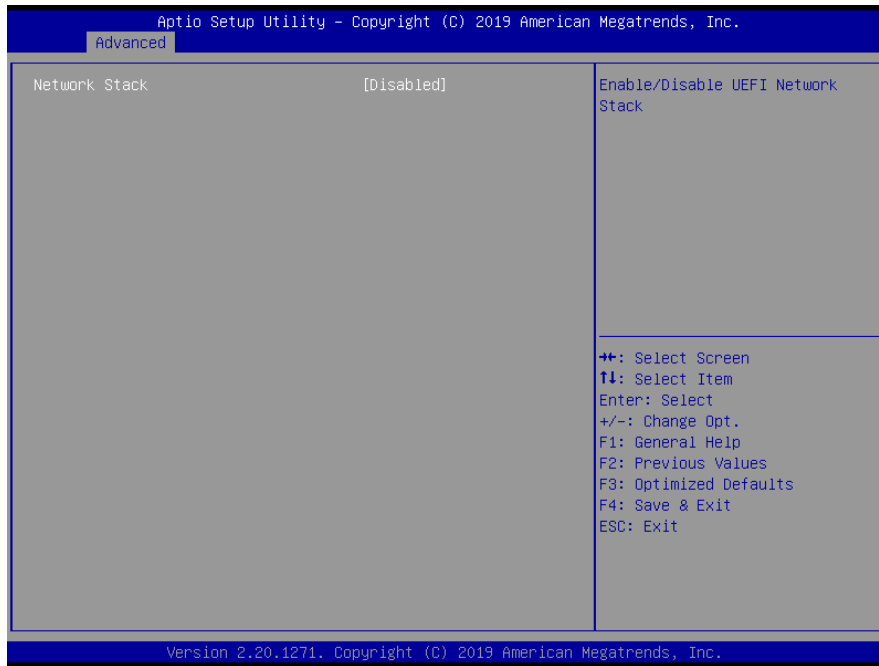 Aptio Setup Utility – Copyright (C) 2019 American Megatrends, Inc.
Advanced
Network Stack [Disabled]
Enable/Disable UEFI Network
Stack
→←: Select Screen
↑↓: Select Item
Enter: Select
+/-: Change Opt.
F1: General Help
F2: Previous Values
F3: Optimized Defaults
F4: Save & Exit
ESC: Exit
Version 2.20.1271. Copyright (C) 2019 American Megatrends, Inc.